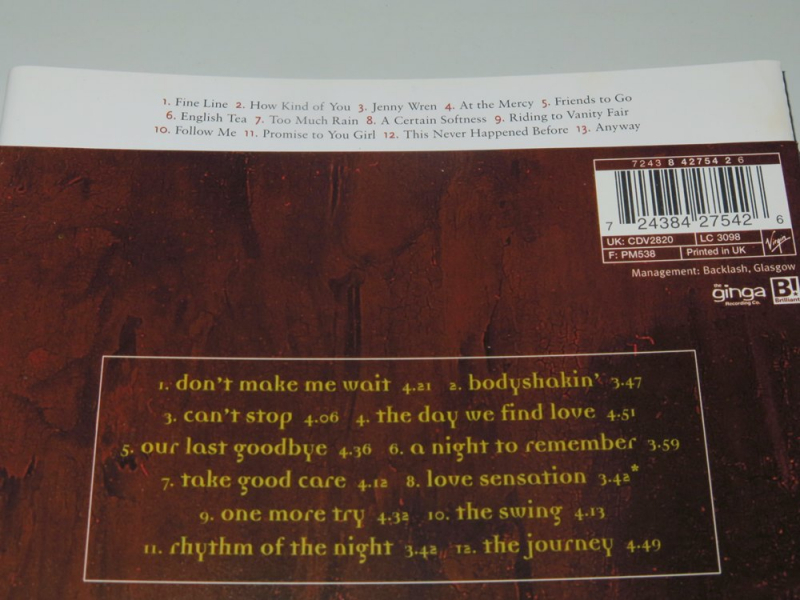 1. Fine Line 2. How Kind of You 3. Jenny Wren 4. At the Mercy 5. Friends to Go
6. English Tea 7. Too Much Rain 8. A Certain Softness 9. Riding to Vanity Fair
10. Follow Me 11. Promise to You Girl 12. This Never Happened Before 13. Anyway
7243 8 42754 2 6
7 24384 27542 6
UK: CDV2820 LC 3098
F: PM538 Printed in UK
Virgin
Management: Backlash, Glasgow
the ginga Recording Co.
B! Brilliant
1. don't make me wait 4.21 2. bodyshakin' 3.47
3. can't stop 4.06 4. the day we find love 4.51
5. our last goodbye 4.36 6. a night to remember 3.59
7. take good care 4.12 8. love sensation 3.42*
9. one more try 4.32 10. the swing 4.13
11. rhythm of the night 3.42 12. the journey 4.49